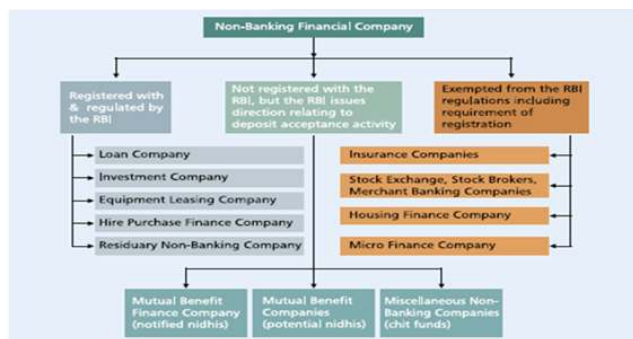 Non-Banking Financial Company
Registered with
& regulated by
the RBI
Not registered with the
RBI, but the RBI issues
direction relating to
deposit acceptance activity
Exempted from the RBI
regulations including
requirement of
registration
Loan Company
Investment Company
Equipment Leasing Company
Hire Purchase Finance Company
Residuary Non-Banking Company
Insurance Companies
Stock Exchange, Stock Brokers,
Merchant Banking Companies
Housing Finance Company
Micro Finance Company
Mutual Benefit
Finance Company
(notified nidhis)
Mutual Benefit
Companies
(potential nidhis)
Miscellaneous Non-
Banking Companies
(chit funds)